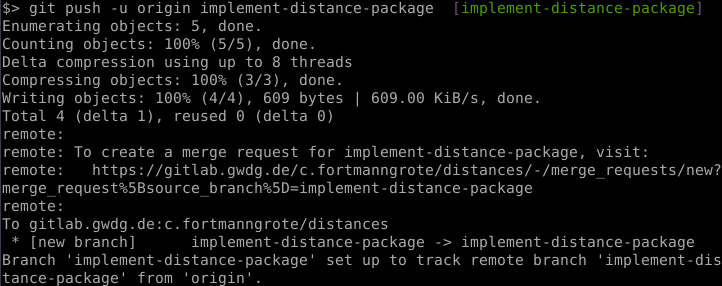 $> git push -u origin implement-distance-package  [implement-distance-package]
Enumerating objects: 5, done.
Counting objects: 100% (5/5), done.
Delta compression using up to 8 threads
Compressing objects: 100% (3/3), done.
Writing objects: 100% (4/4), 609 bytes | 609.00 KiB/s, done.
Total 4 (delta 1), reused 0 (delta 0)
remote:
remote: To create a merge request for implement-distance-package, visit:
remote:   https://gitlab.gwdg.de/c.fortmanngrote/distances/-/merge_requests/new?
merge_request%5Bsource_branch%5D=implement-distance-package
remote:
To gitlab.gwdg.de:c.fortmanngrote/distances
 * [new branch]      implement-distance-package -> implement-distance-package
Branch 'implement-distance-package' set up to track remote branch 'implement-dis
tance-package' from 'origin'.